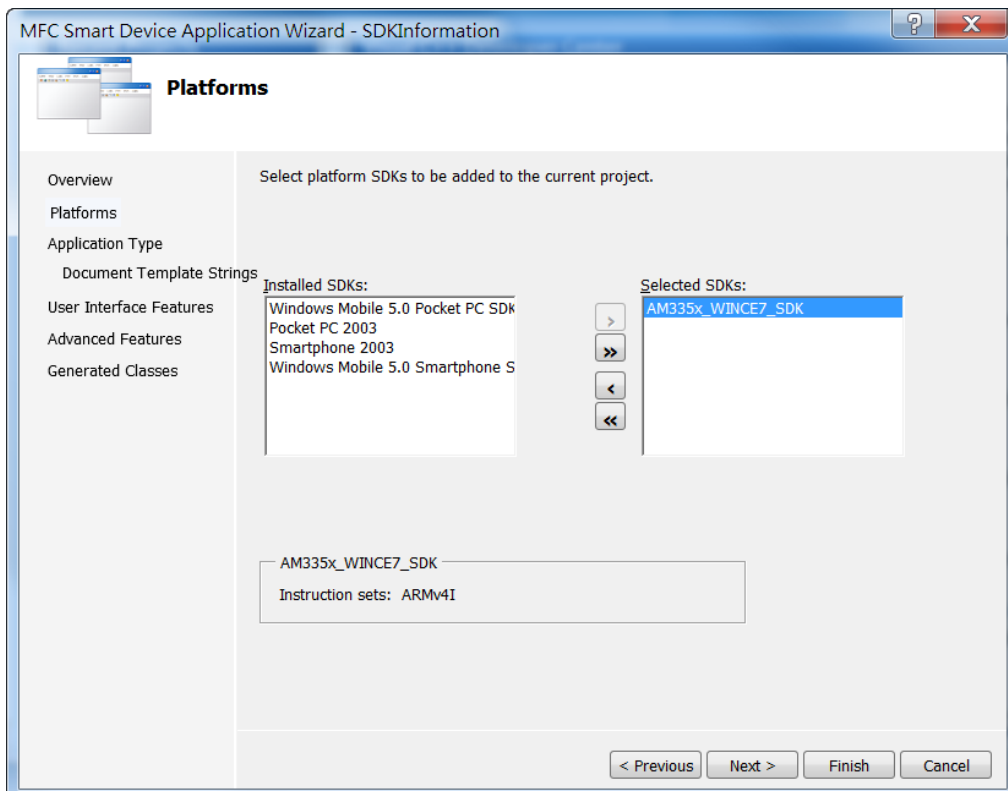 MFC Smart Device Application Wizard - SDKInformation
Platforms
Overview
Platforms
Application Type
Document Template Strings
User Interface Features
Advanced Features
Generated Classes
Select platform SDKs to be added to the current project.
Installed SDKs:
Windows Mobile 5.0 Pocket PC SDK
Pocket PC 2003
Smartphone 2003
Windows Mobile 5.0 Smartphone S
>
>>
<
<<
Selected SDKs:
AM335x_WINCE7_SDK
AM335x_WINCE7_SDK
Instruction sets: ARMv4I
< Previous
Next >
Finish
Cancel